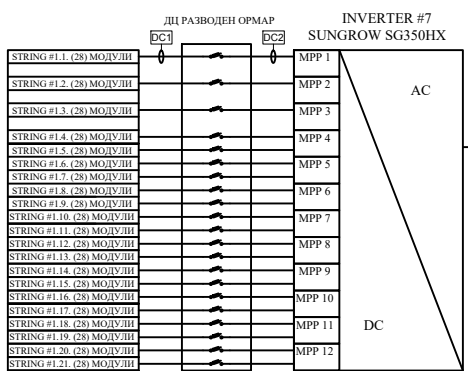 ДЦ РАЗВОДЕН ОРМАР
INVERTER #7
SUNGROW SG350HX
DC1
DC2
STRING #1.1. (28) МОДУЛИ
STRING #1.2. (28) МОДУЛИ
STRING #1.3. (28) МОДУЛИ
STRING #1.4. (28) МОДУЛИ
STRING #1.5. (28) МОДУЛИ
STRING #1.6. (28) МОДУЛИ
STRING #1.7. (28) МОДУЛИ
STRING #1.8. (28) МОДУЛИ
STRING #1.9. (28) МОДУЛИ
STRING #1.10. (28) МОДУЛИ
STRING #1.11. (28) МОДУЛИ
STRING #1.12. (28) МОДУЛИ
STRING #1.13. (28) МОДУЛИ
STRING #1.14. (28) МОДУЛИ
STRING #1.15. (28) МОДУЛИ
STRING #1.16. (28) МОДУЛИ
STRING #1.17. (28) МОДУЛИ
STRING #1.18. (28) МОДУЛИ
STRING #1.19. (28) МОДУЛИ
STRING #1.20. (28) МОДУЛИ
STRING #1.21. (28) МОДУЛИ
MPP 1
MPP 2
MPP 3
MPP 4
MPP 5
MPP 6
MPP 7
MPP 8
MPP 9
MPP 10
MPP 11
MPP 12
AC
DC